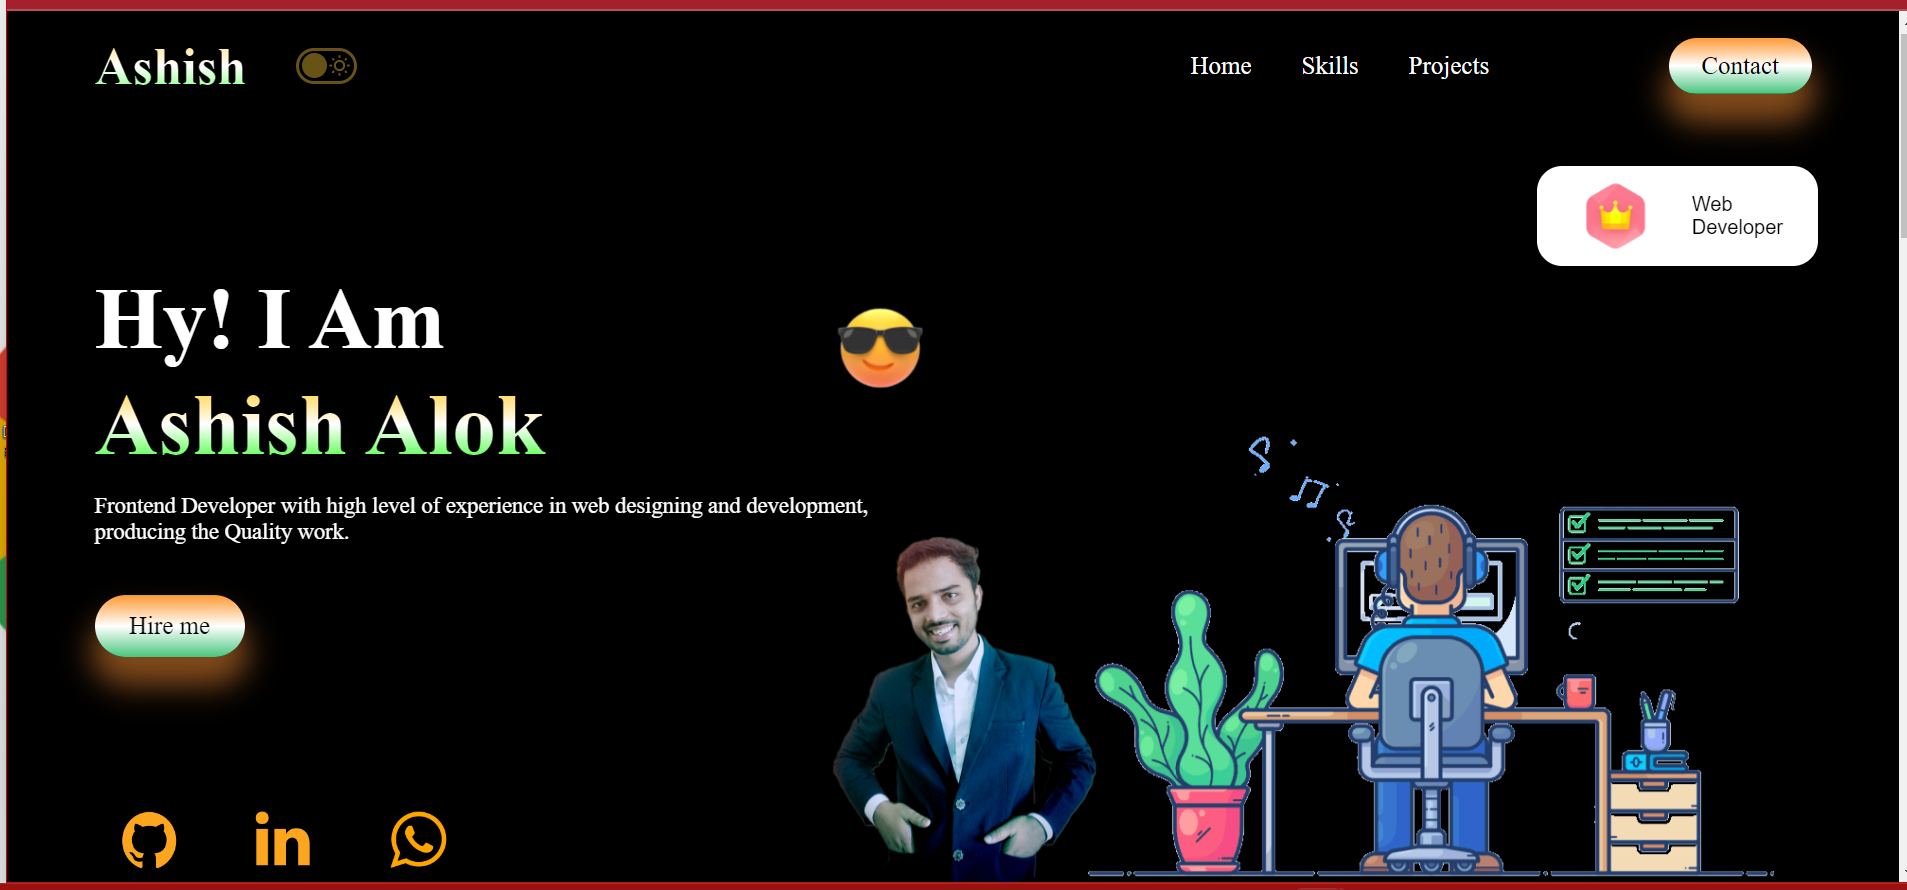 Ashish
Home
Skills
Projects
Contact
Web
Developer
Hy! I Am
Ashish Alok
Frontend Developer with high level of experience in web designing and development,
producing the Quality work.
Hire me
in